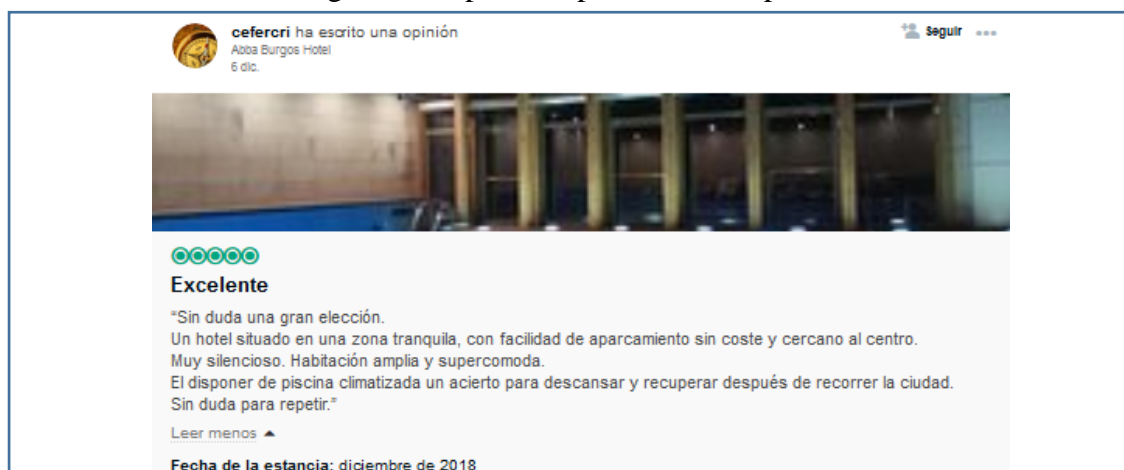 cefercri ha escrito una opinión
Seguir
Abba Burgos Hotel
6 dic.
Excelente
“Sin duda una gran elección.
Un hotel situado en una zona tranquila, con facilidad de aparcamiento sin coste y cercano al centro.
Muy silencioso. Habitación amplia y supercomoda.
El disponer de piscina climatizada un acierto para descansar y recuperar después de recorrer la ciudad.
Sin duda para repetir.”
Leer menos
Fecha de la estancia: diciembre de 2018